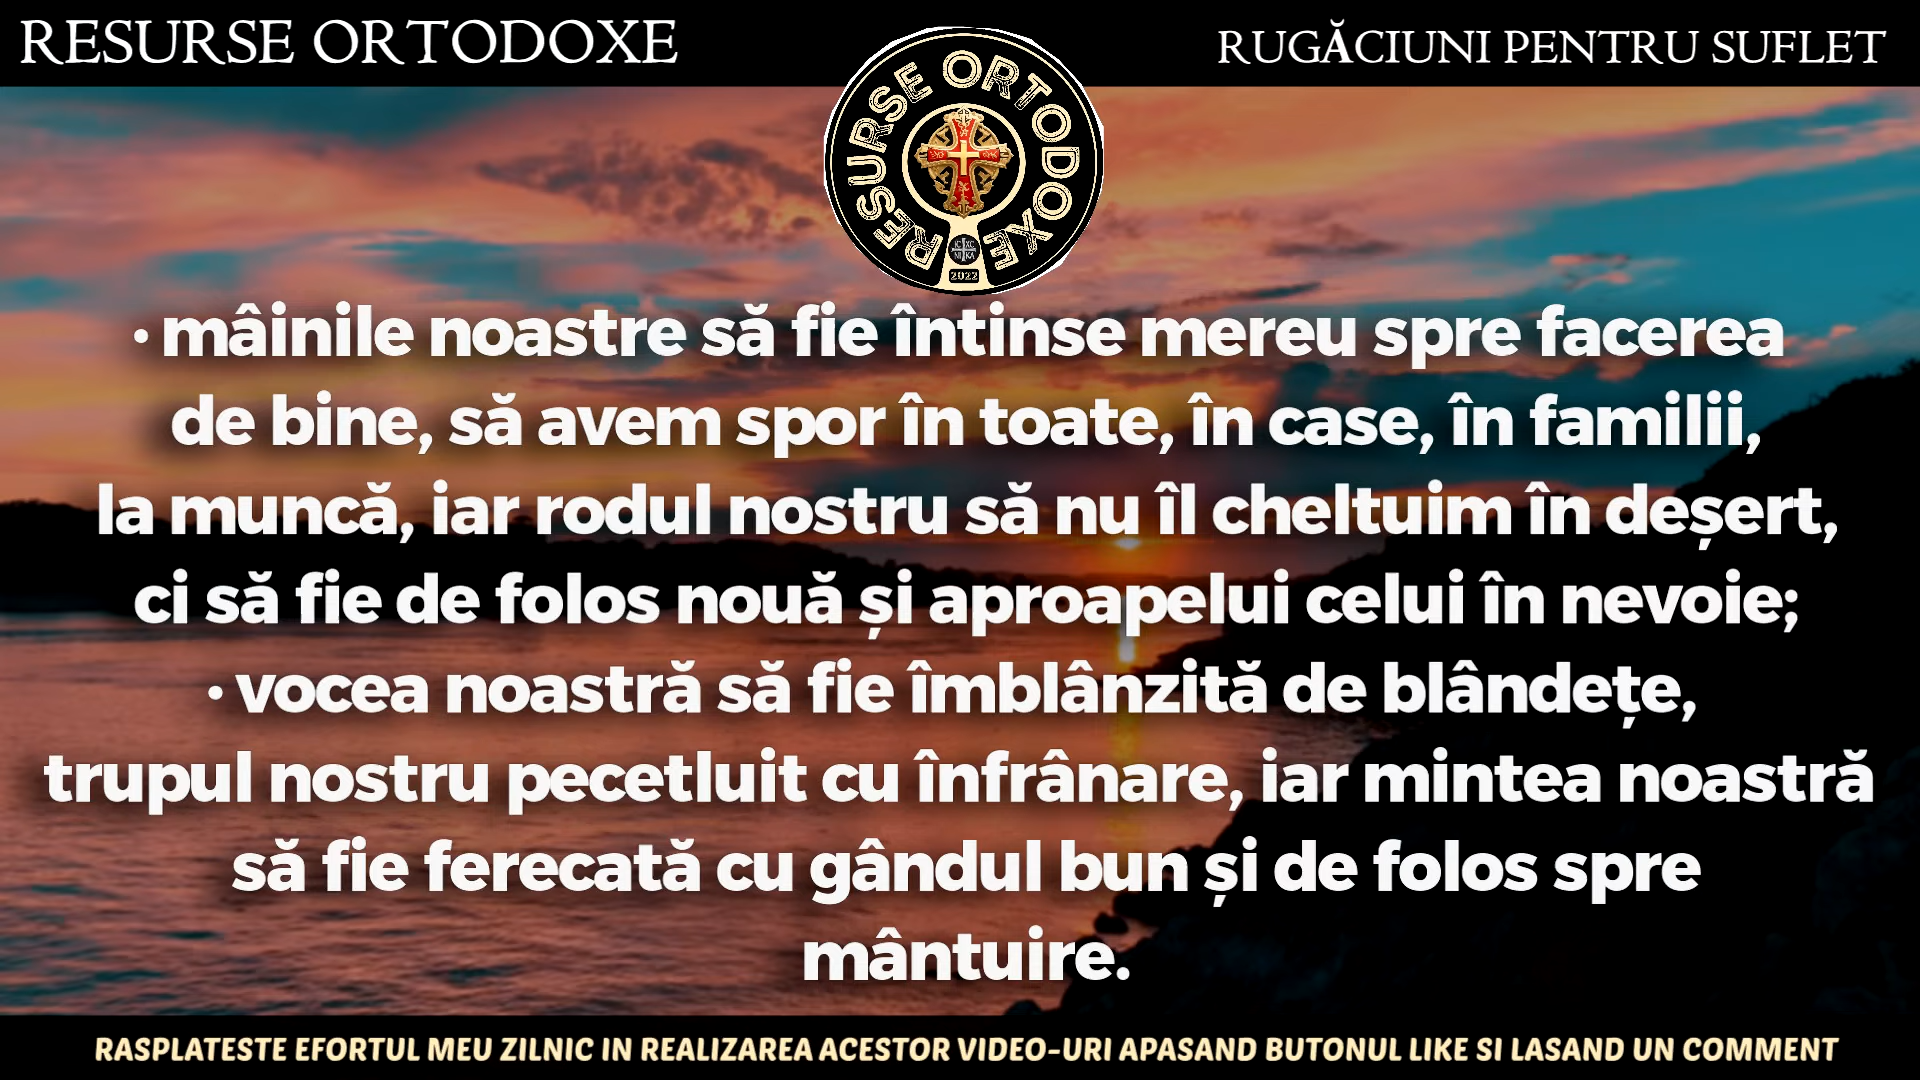 RESURSE ORTODOXE
RUGĂCIUNI PENTRU SUFLET
RESURSE ORTODOXE
IC XC
NI KA
2022
• mâinile noastre să fie întinse mereu spre facerea
de bine, să avem spor în toate, în case, în familii,
la muncă, iar rodul nostru să nu îl cheltuim în deșert,
ci să fie de folos nouă și aproapelui celui în nevoie;
• vocea noastră să fie îmblânzită de blândețe,
trupul nostru pecetluit cu înfrânare, iar mintea noastră
să fie ferecată cu gândul bun și de folos spre
mântuire.
RASPLATESTE EFORTUL MEU ZILNIC IN REALIZAREA ACESTOR VIDEO-URI APASAND BUTONUL LIKE SI LASAND UN COMMENT